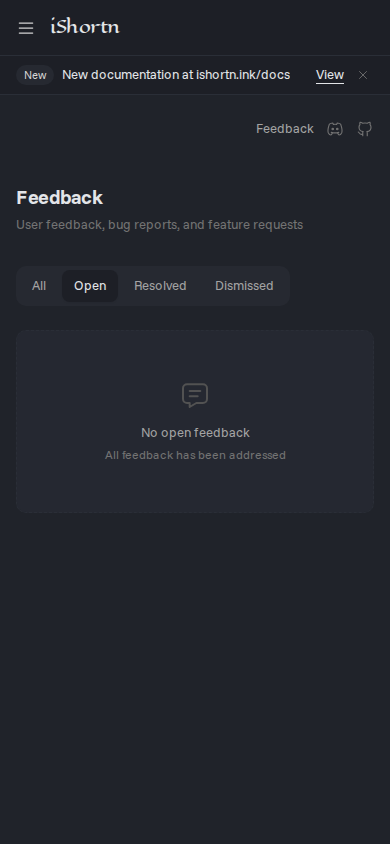 iShortn
New New documentation at ishortn.ink/docs View
Feedback
Feedback
User feedback, bug reports, and feature requests
All Open Resolved Dismissed
No open feedback
All feedback has been addressed